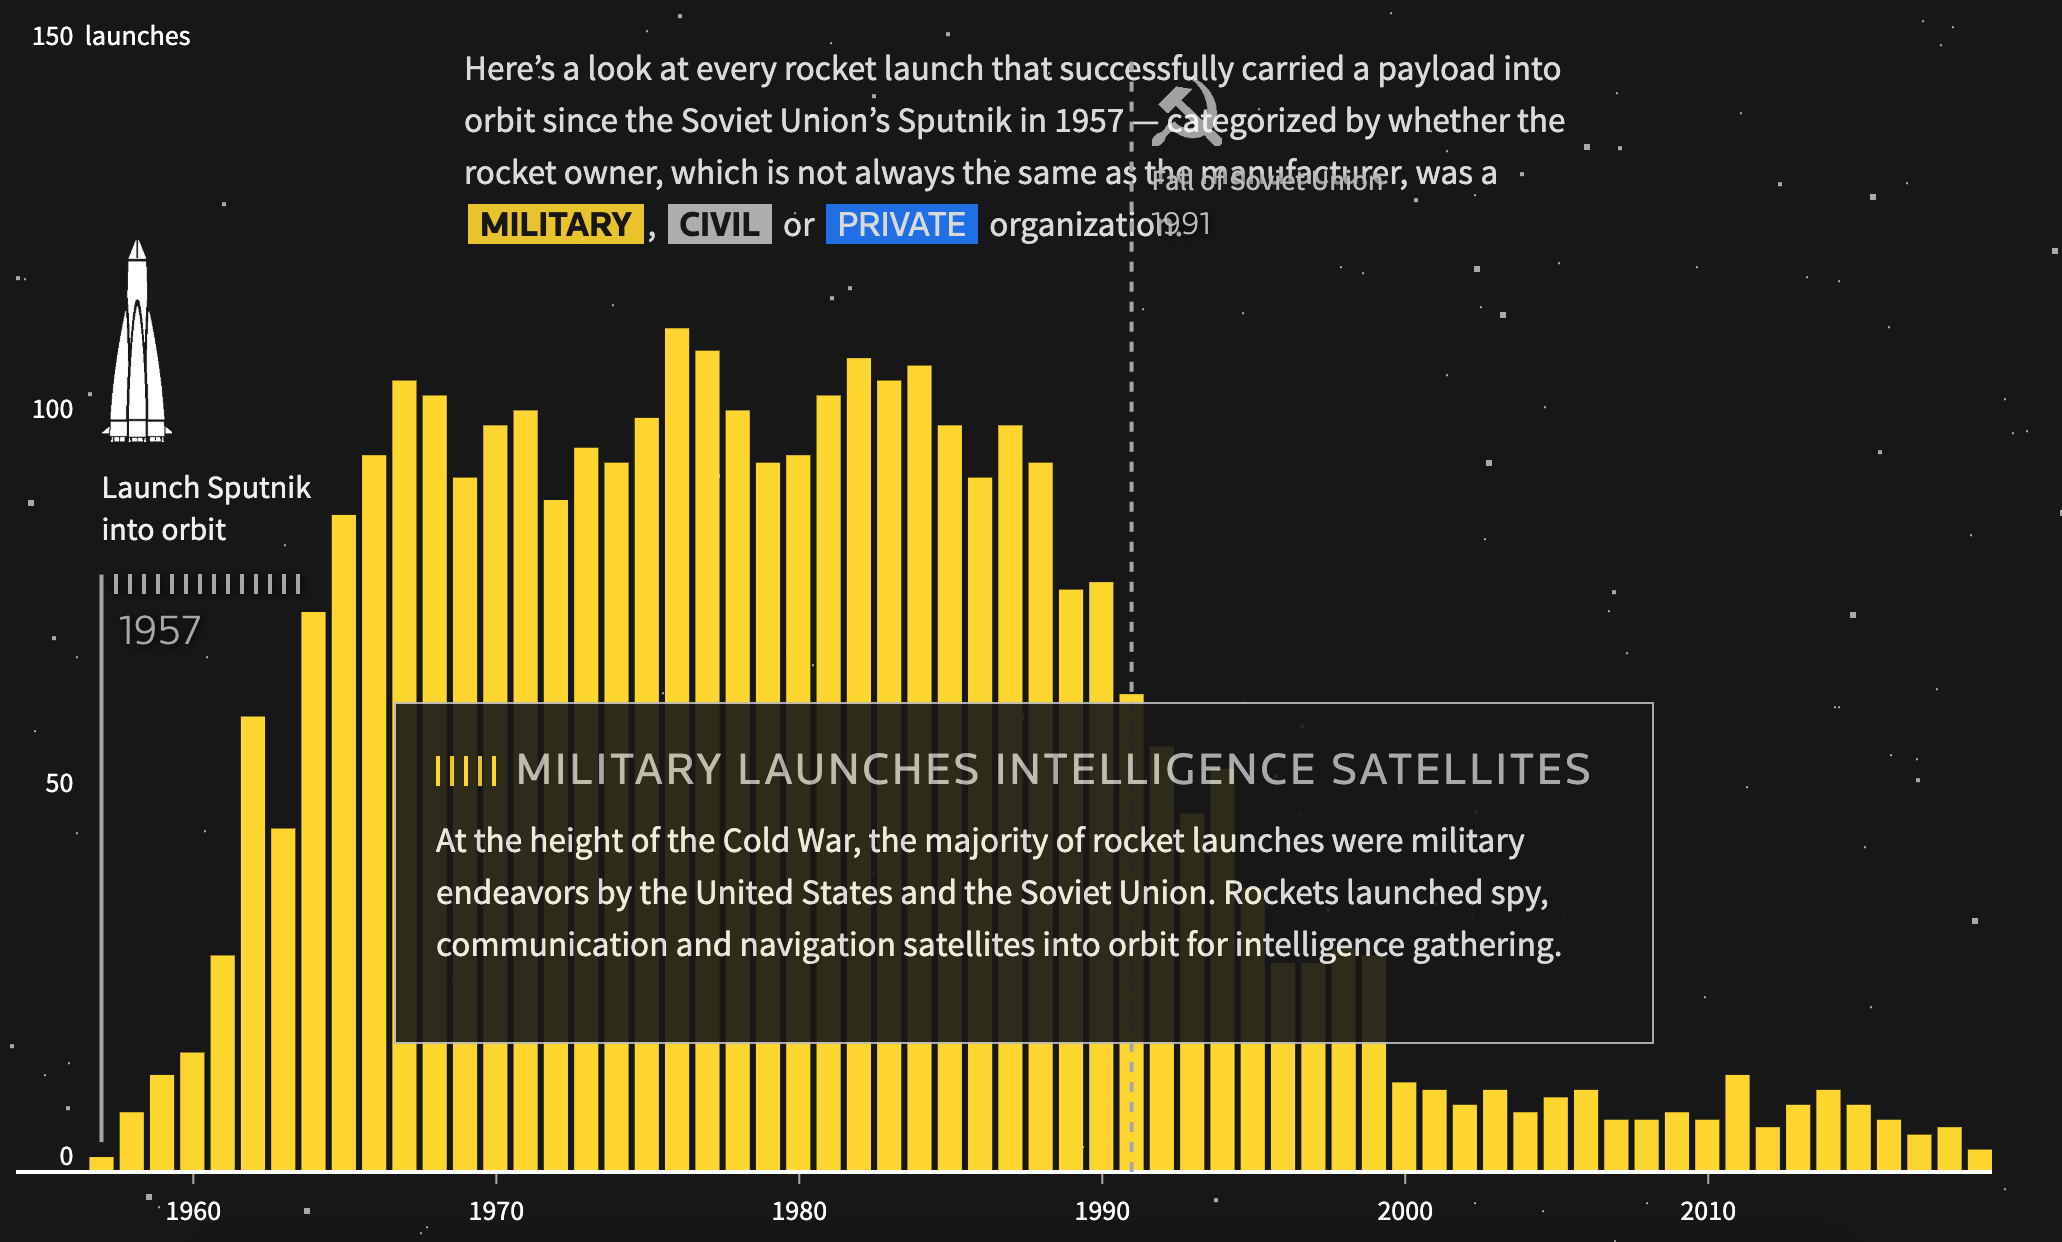 150 launches
Here’s a look at every rocket launch that successfully carried a payload into
orbit since the Soviet Union’s Sputnik in 1957 — categorized by whether the
rocket owner, which is not always the same as the manufacturer, was a
MILITARY, CIVIL or PRIVATE organization.
Fall of Soviet Union
1991
100
Launch Sputnik
into orbit
1957
50
MILITARY LAUNCHES INTELLIGENCE SATELLITES
At the height of the Cold War, the majority of rocket launches were military
endeavors by the United States and the Soviet Union. Rockets launched spy,
communication and navigation satellites into orbit for intelligence gathering.
0
1960 1970 1980 1990 2000 2010